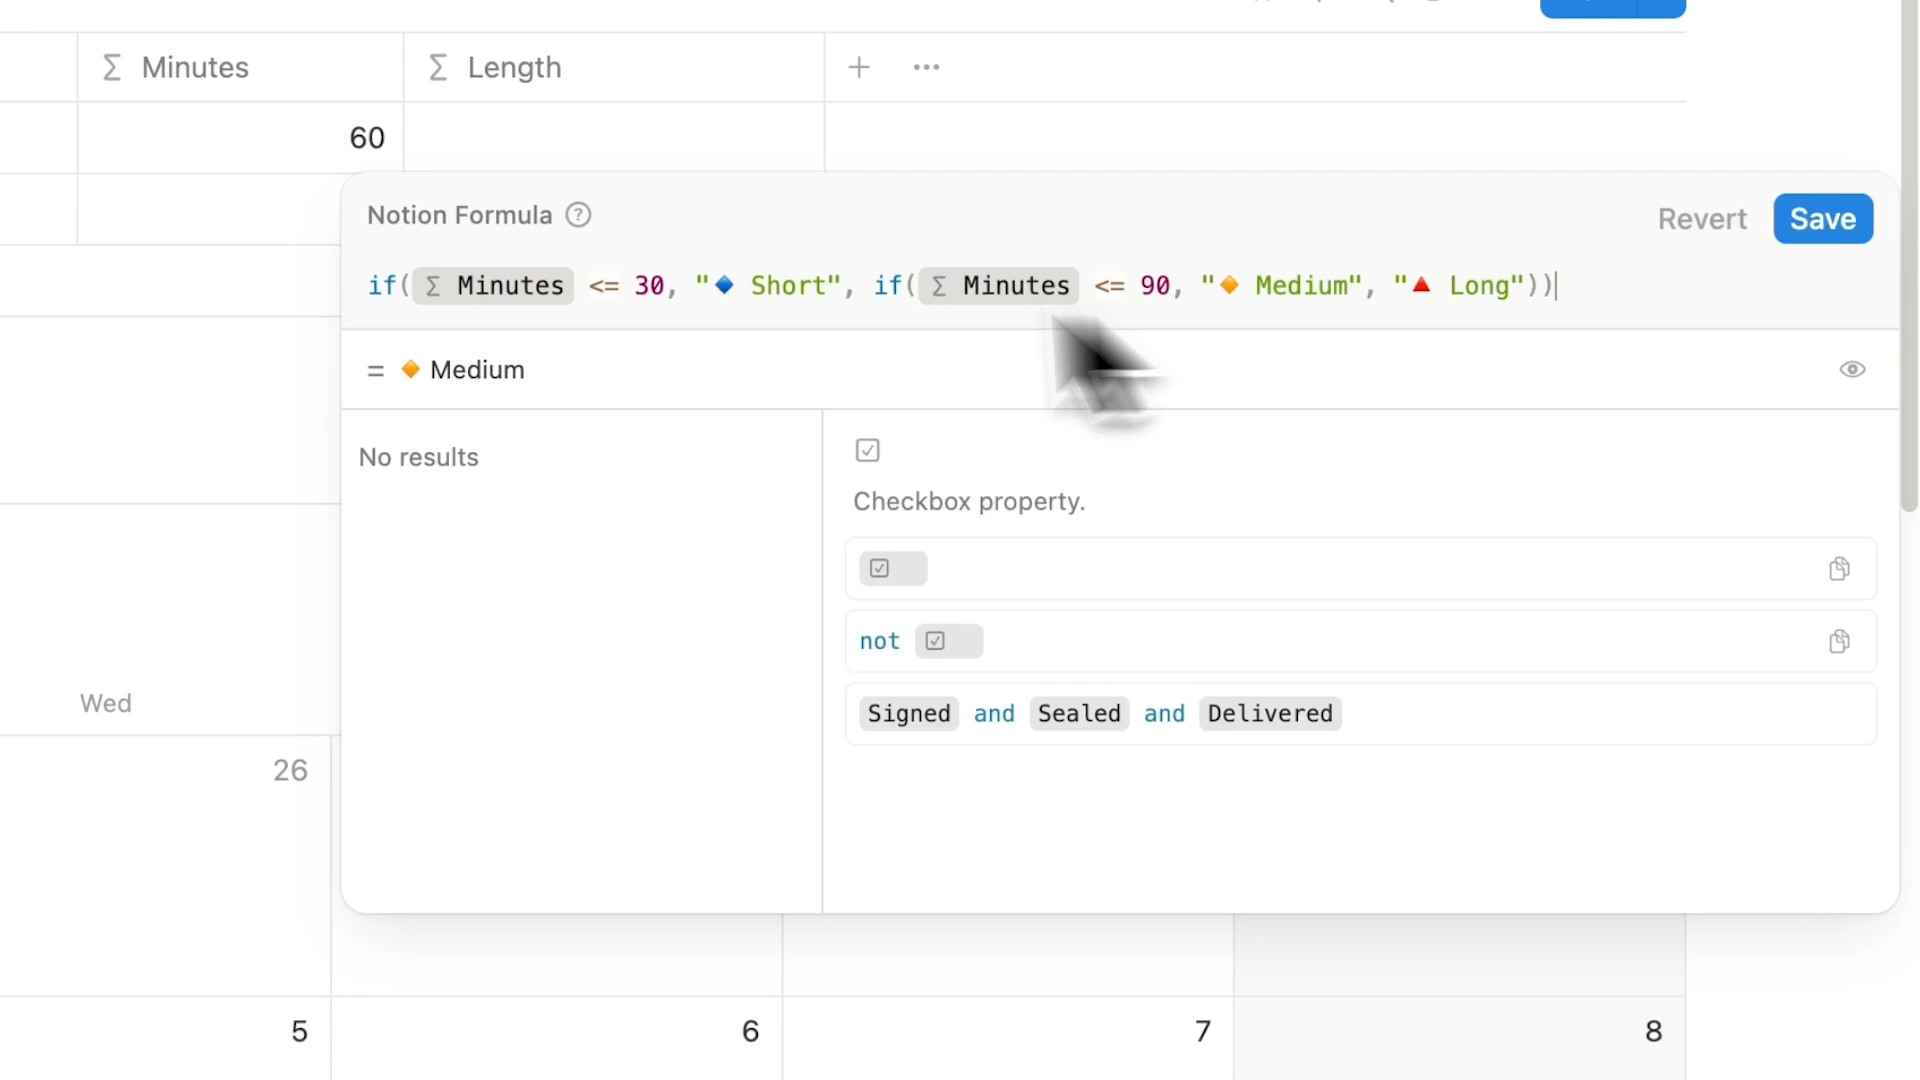 Σ Minutes Σ Length + •••
60
Notion Formula ? Revert Save
if( Σ Minutes <= 30, "🔹 Short", if( Σ Minutes <= 90, "🔸 Medium", "🔺 Long"))
= 🔸 Medium
No results
Checkbox property.
not
Signed and Sealed and Delivered
Wed
26
5 6 7 8